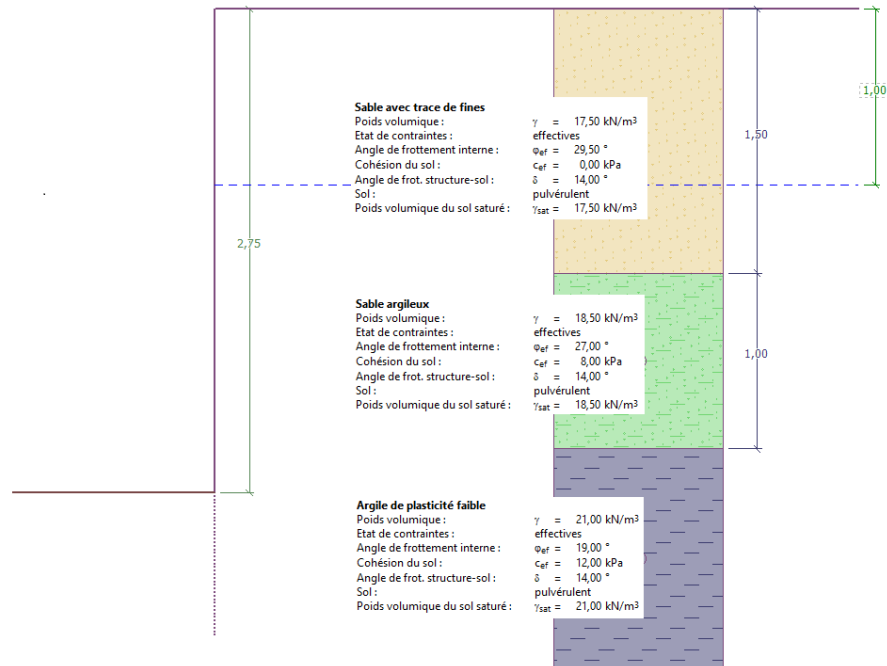 1,00
Sable avec trace de fines
Poids volumique : γ = 17,50 kN/m³
Etat de contraintes : effectives
Angle de frottement interne : φef = 29,50 °
Cohésion du sol : cef = 0,00 kPa
Angle de frot. structure-sol : δ = 14,00 °
Sol : pulvérulent
Poids volumique du sol saturé : γsat = 17,50 kN/m³
1,50
2,75
Sable argileux
Poids volumique : γ = 18,50 kN/m³
Etat de contraintes : effectives
Angle de frottement interne : φef = 27,00 °
Cohésion du sol : cef = 8,00 kPa
Angle de frot. structure-sol : δ = 14,00 °
Sol : pulvérulent
Poids volumique du sol saturé : γsat = 18,50 kN/m³
1,00
Argile de plasticité faible
Poids volumique : γ = 21,00 kN/m³
Etat de contraintes : effectives
Angle de frottement interne : φef = 19,00 °
Cohésion du sol : cef = 12,00 kPa
Angle de frot. structure-sol : δ = 14,00 °
Sol : pulvérulent
Poids volumique du sol saturé : γsat = 21,00 kN/m³